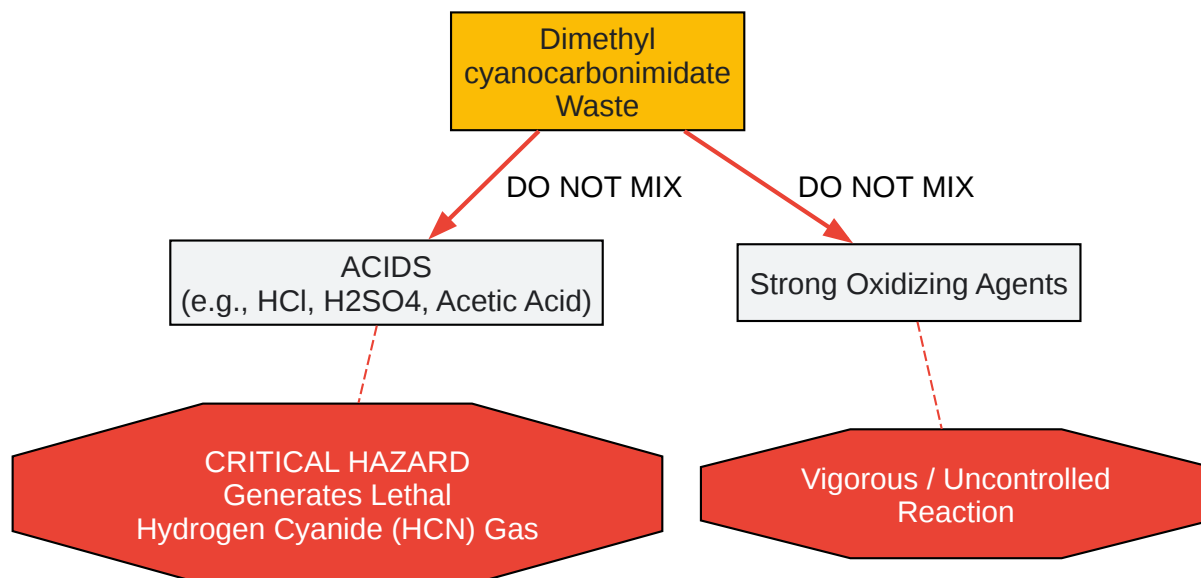 Dimethyl
cyanocarbonimidate
Waste
DO NOT MIX
DO NOT MIX
ACIDS
(e.g., HCl, H2SO4, Acetic Acid)
Strong Oxidizing Agents
CRITICAL HAZARD
Generates Lethal
Hydrogen Cyanide (HCN) Gas
Vigorous / Uncontrolled
Reaction